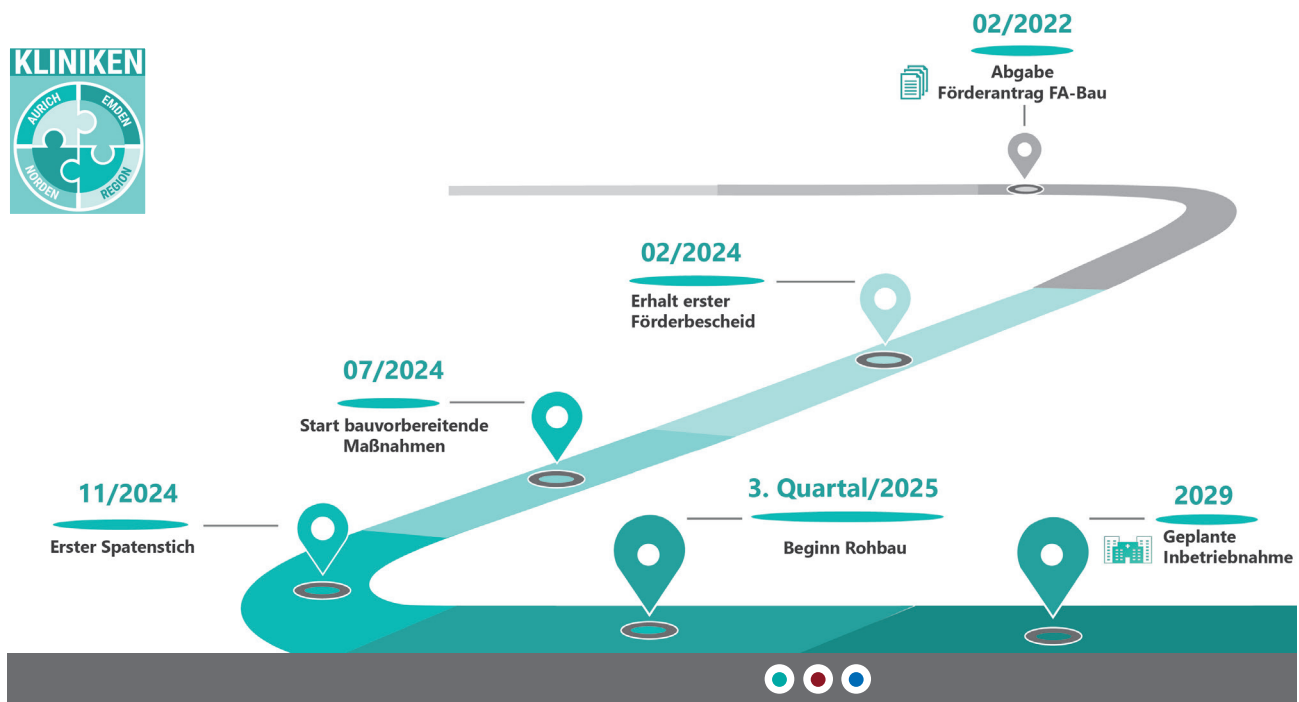 KLINIKEN
AURICH
EMDEN
NORDEN
REGION
02/2022
Abgabe
Förderantrag FA-Bau
02/2024
Erhalt erster
Förderbescheid
07/2024
Start bauvorbereitende
Maßnahmen
11/2024
Erster Spatenstich
3. Quartal/2025
Beginn Rohbau
2029
Geplante
Inbetriebnahme